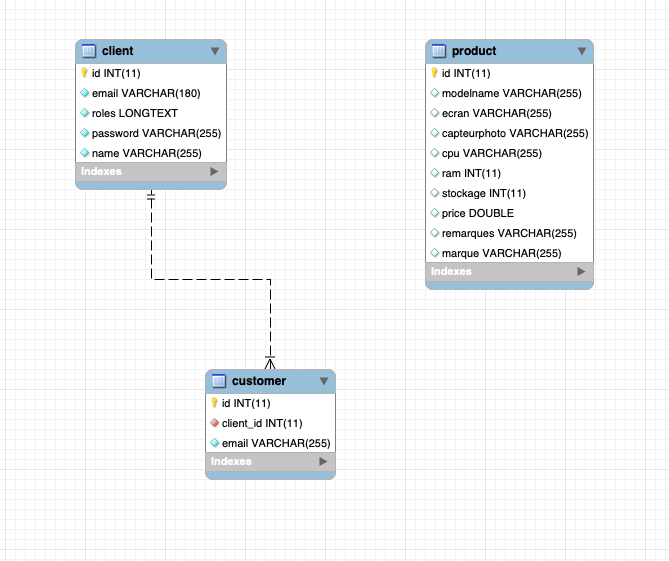 client
id INT(11)
email VARCHAR(180)
roles LONGTEXT
password VARCHAR(255)
name VARCHAR(255)
Indexes
product
id INT(11)
modelname VARCHAR(255)
ecran VARCHAR(255)
capteurphoto VARCHAR(255)
cpu VARCHAR(255)
ram INT(11)
stockage INT(11)
price DOUBLE
remarques VARCHAR(255)
marque VARCHAR(255)
Indexes
customer
id INT(11)
client_id INT(11)
email VARCHAR(255)
Indexes